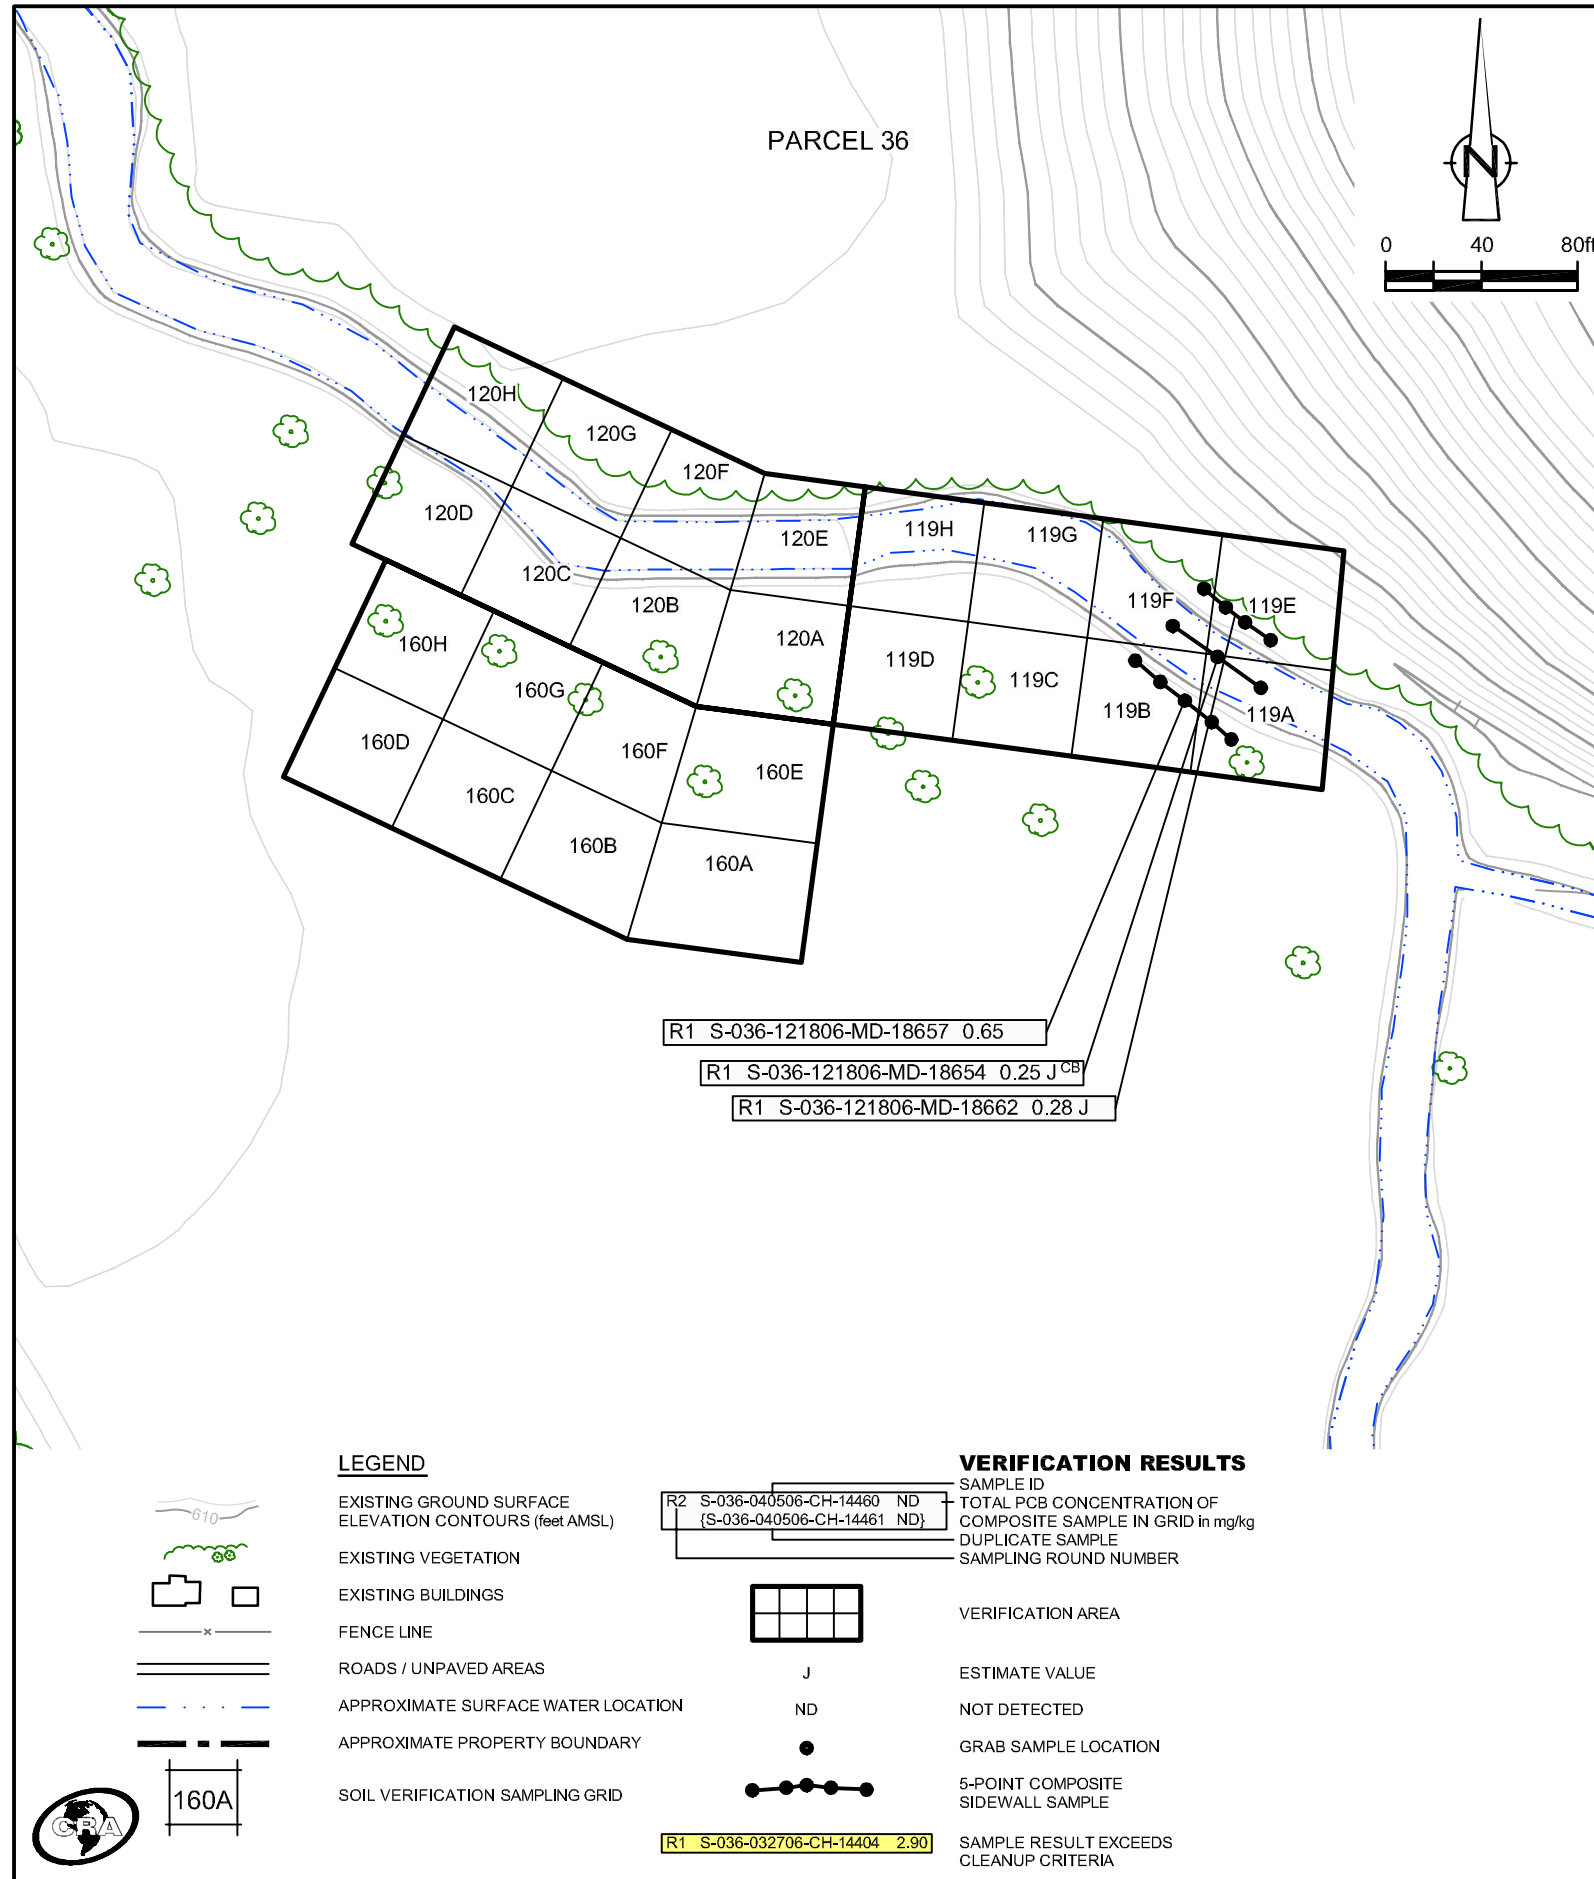 PARCEL 36
N
0 40 80ft
120H
120G
120F
120E
120D
120C
120B
120A
119H
119G
119F
119E
119D
119C
119B
119A
160H
160G
160F
160E
160D
160C
160B
160A
R1 S-036-121806-MD-18657 0.65
R1 S-036-121806-MD-18654 0.25 J CB
R1 S-036-121806-MD-18662 0.28 J
LEGEND
610
EXISTING GROUND SURFACE
ELEVATION CONTOURS (feet AMSL)
EXISTING VEGETATION
EXISTING BUILDINGS
FENCE LINE
ROADS / UNPAVED AREAS
APPROXIMATE SURFACE WATER LOCATION
APPROXIMATE PROPERTY BOUNDARY
160A
SOIL VERIFICATION SAMPLING GRID
CRA
VERIFICATION RESULTS
R2 S-036-040506-CH-14460 ND
{S-036-040506-CH-14461 ND}
SAMPLE ID
TOTAL PCB CONCENTRATION OF
COMPOSITE SAMPLE IN GRID in mg/kg
DUPLICATE SAMPLE
SAMPLING ROUND NUMBER
VERIFICATION AREA
J ESTIMATE VALUE
ND NOT DETECTED
GRAB SAMPLE LOCATION
5-POINT COMPOSITE
SIDEWALL SAMPLE
R1 S-036-032706-CH-14404 2.90
SAMPLE RESULT EXCEEDS
CLEANUP CRITERIA